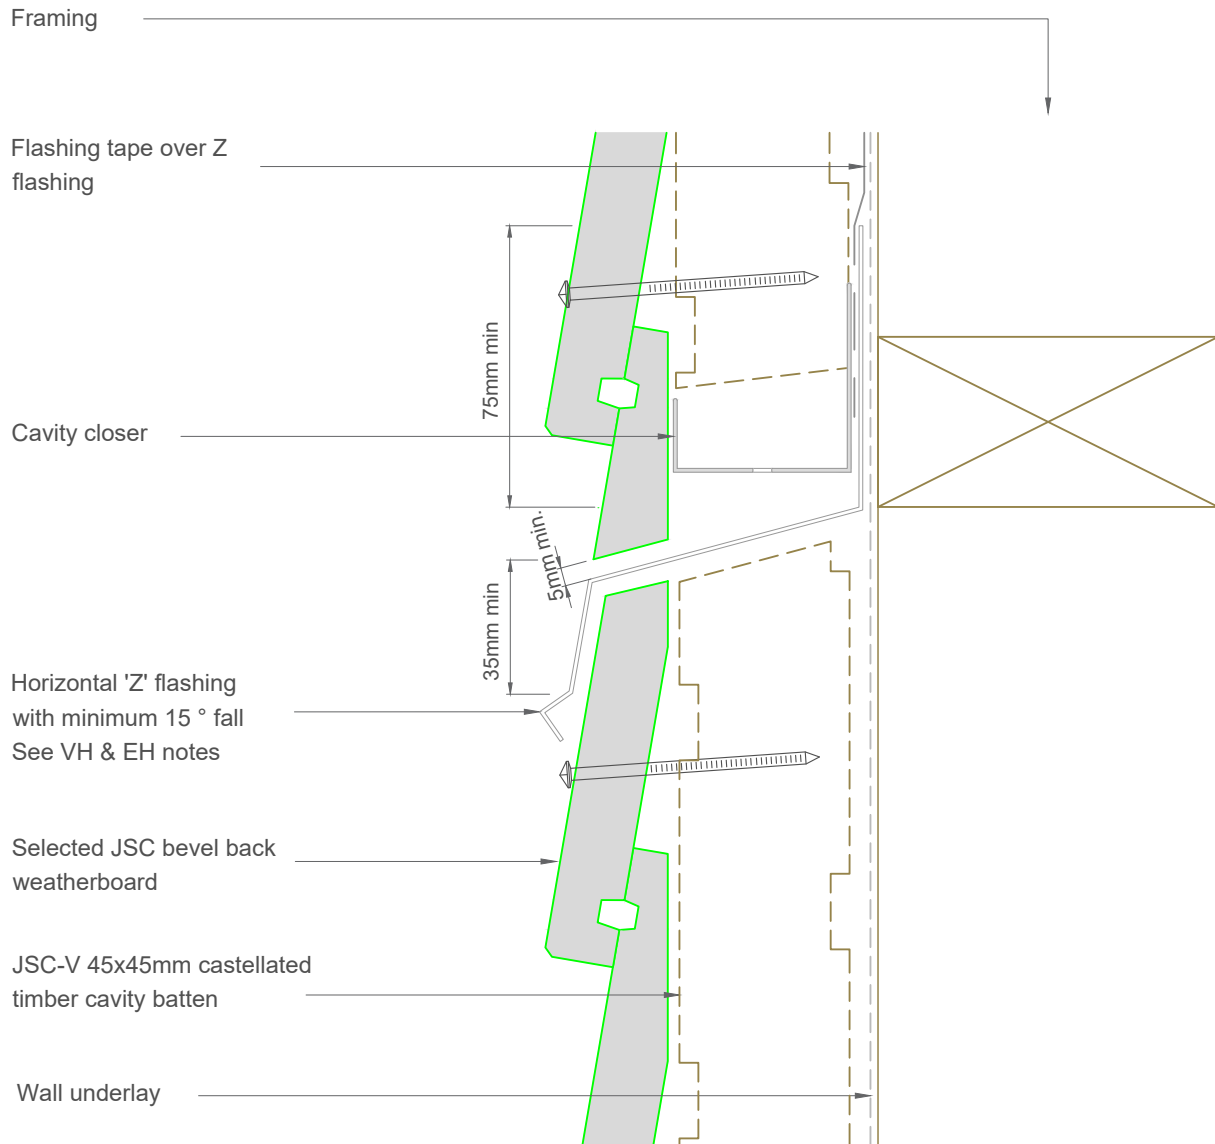 Framing
Flashing tape over Z
flashing
75mm min
Cavity closer
5mm min.
35mm min
Horizontal 'Z' flashing
with minimum 15 ° fall
See VH & EH notes
Selected JSC bevel back
weatherboard
JSC-V 45x45mm castellated
timber cavity batten
Wall underlay